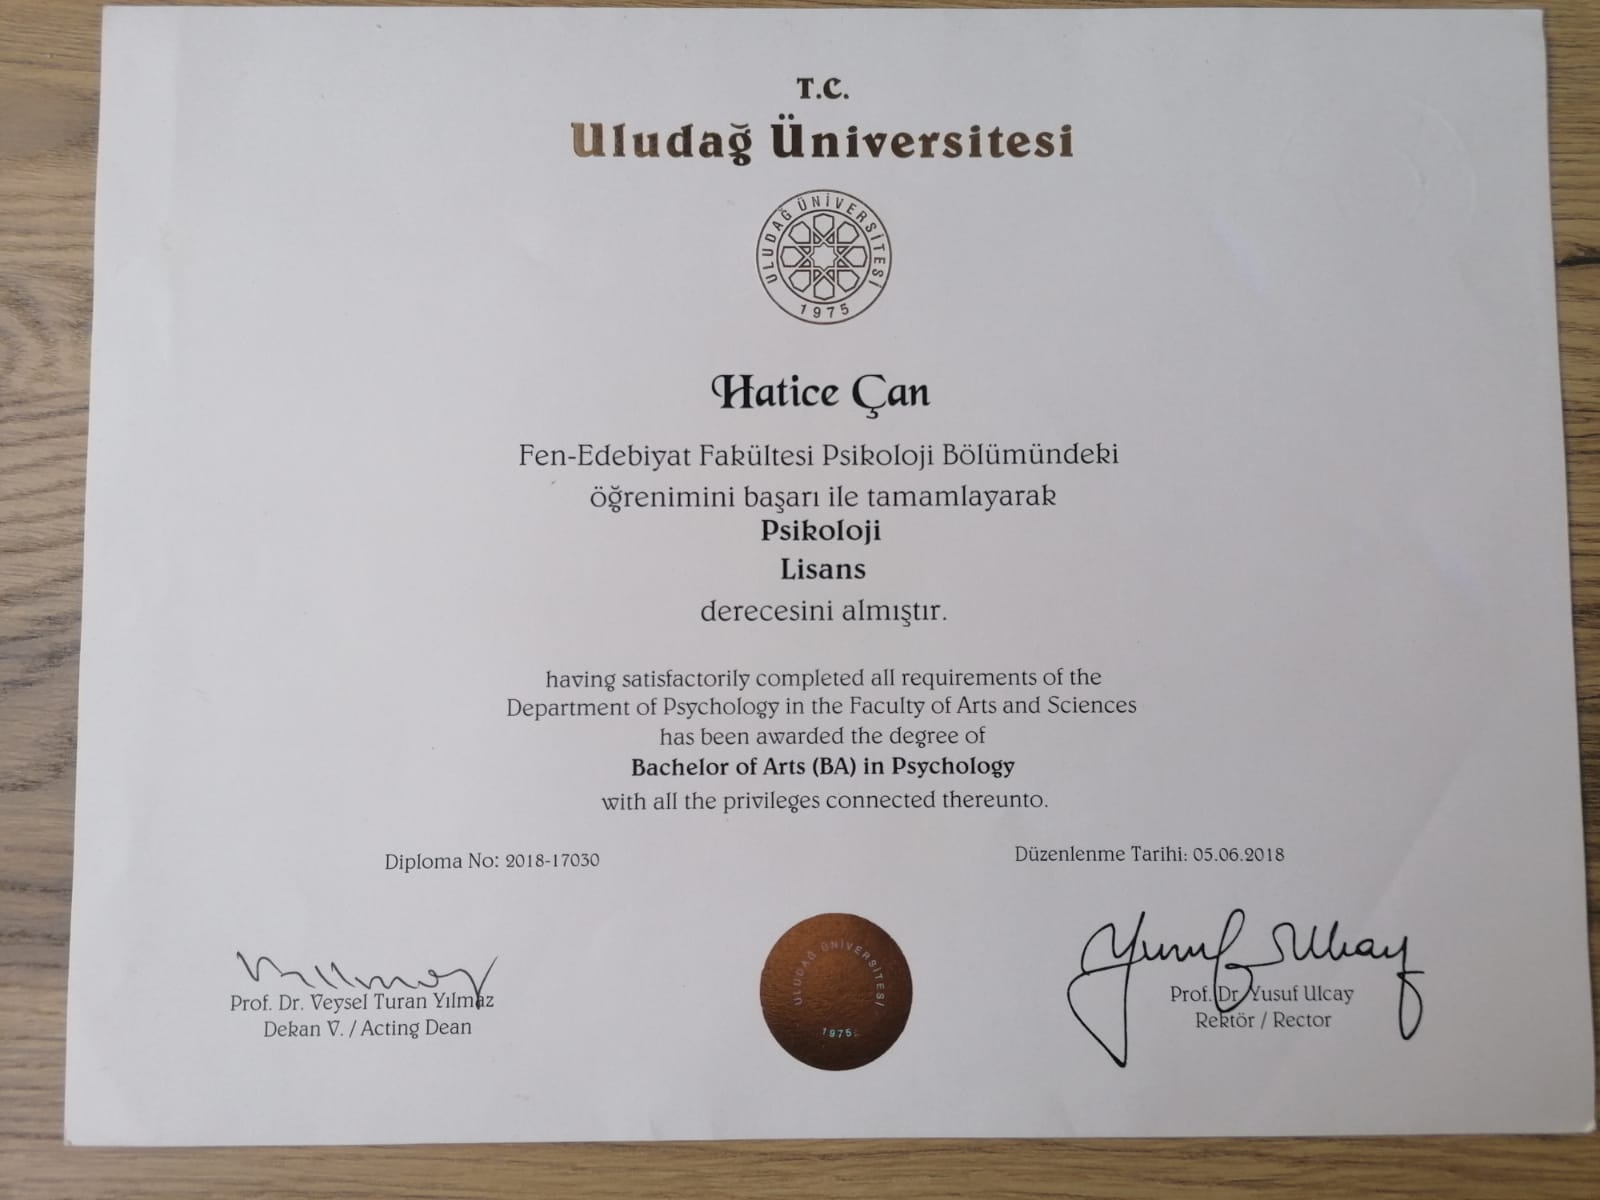 T.C.
Uludağ Üniversitesi
ULUDAĞ ÜNİVERSİTESİ
1975
Hatice Çan
Fen-Edebiyat Fakültesi Psikoloji Bölümündeki
öğrenimini başarı ile tamamlayarak
Psikoloji
Lisans
derecesini almıştır.
having satisfactorily completed all requirements of the
Department of Psychology in the Faculty of Arts and Sciences
has been awarded the degree of
Bachelor of Arts (BA) in Psychology
with all the privileges connected thereunto.
Diploma No: 2018-17030
Düzenlenme Tarihi: 05.06.2018
Prof. Dr. Veysel Turan Yılmaz
Dekan V. / Acting Dean
ULUDAĞ ÜNİVERSİTESİ
1975
Yusuf Ulcay
Prof. Dr. Yusuf Ulcay
Rektör / Rector